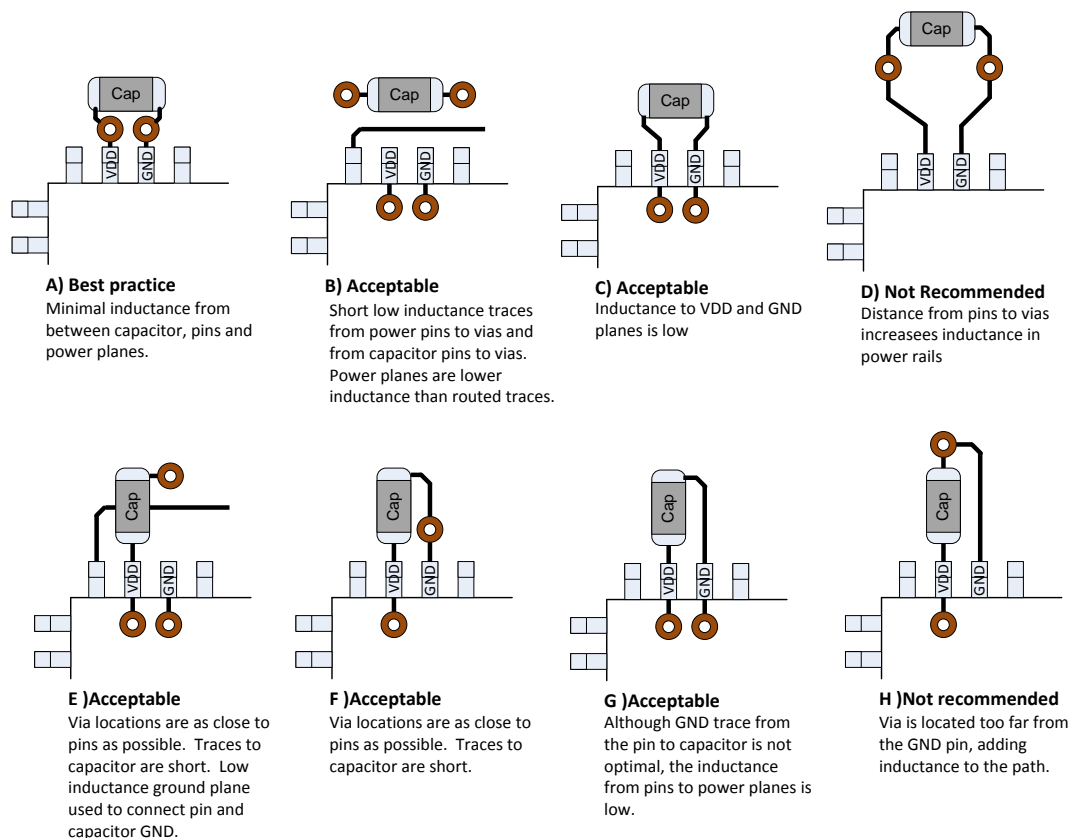 Cap
VDD
GND
A) Best practice
Minimal inductance from
between capacitor, pins and
power planes.
Cap
VDD
GND
B) Acceptable
Short low inductance traces
from power pins to vias and
from capacitor pins to vias.
Power planes are lower
inductance than routed traces.
Cap
VDD
GND
C) Acceptable
Inductance to VDD and GND
planes is low
Cap
VDD
GND
D) Not Recommended
Distance from pins to vias
increasees inductance in
power rails
Cap
VDD
GND
E )Acceptable
Via locations are as close to
pins as possible.  Traces to
capacitor are short.  Low
inductance ground plane
used to connect pin and
capacitor GND.
Cap
VDD
GND
F )Acceptable
Via locations are as close to
pins as possible.  Traces to
capacitor are short.
Cap
VDD
GND
G )Acceptable
Although GND trace from
the pin to capacitor is not
optimal, the inductance
from pins to power planes is
low.
Cap
VDD
GND
H )Not recommended
Via is located too far from
the GND pin, adding
inductance to the path.